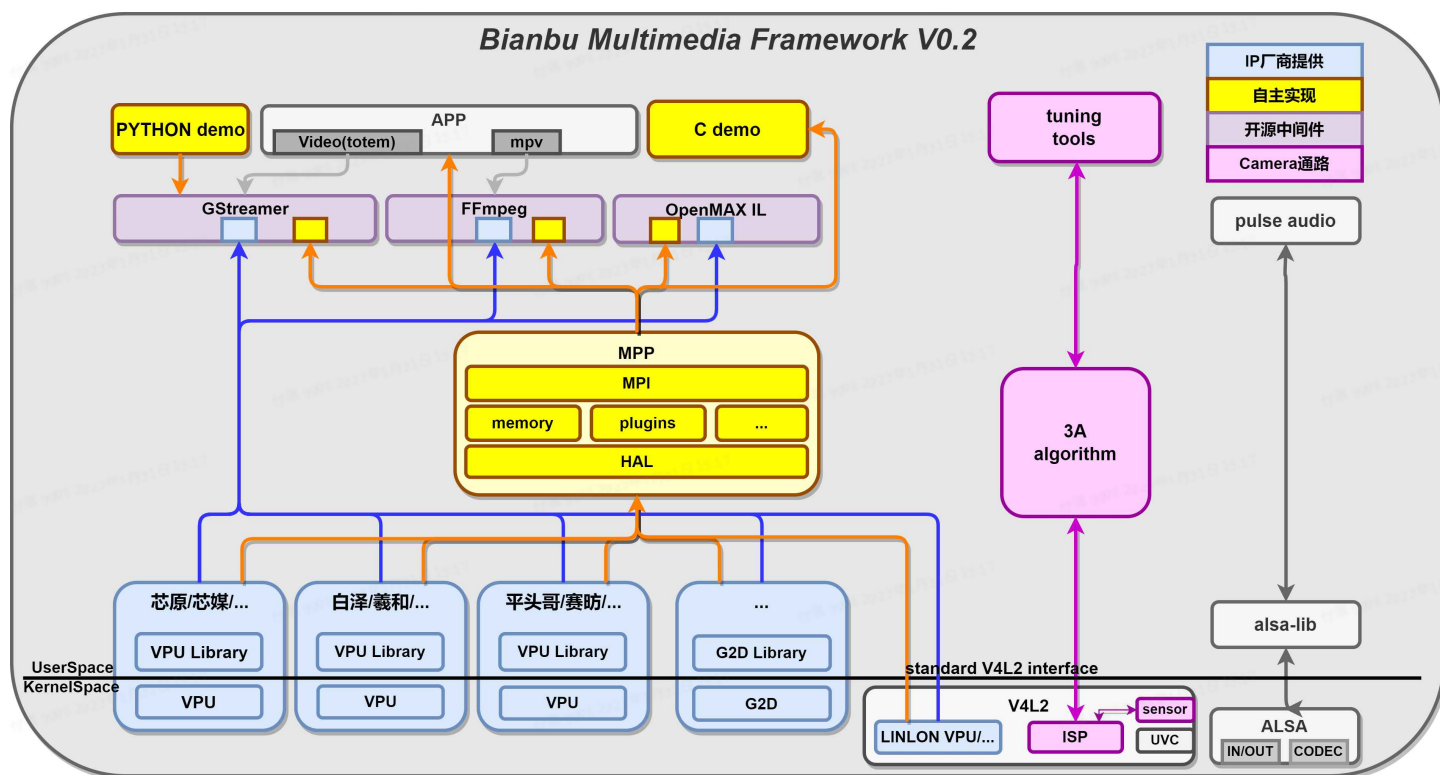 Bianbu Multimedia Framework V0.2
IP厂商提供
自主实现
开源中间件
Camera通路
PYTHON demo
APP
Video(totem)
mpv
C demo
tuning
tools
GStreamer
FFmpeg
OpenMAX IL
pulse audio
MPP
MPI
memory
plugins
...
HAL
3A
algorithm
芯原/芯媒/...
VPU Library
VPU
白泽/羲和/...
VPU Library
VPU
平头哥/赛昉/...
VPU Library
VPU
...
G2D Library
G2D
alsa-lib
UserSpace
KernelSpace
standard V4L2 interface
V4L2
LINLON VPU/...
ISP
sensor
UVC
ALSA
IN/OUT
CODEC